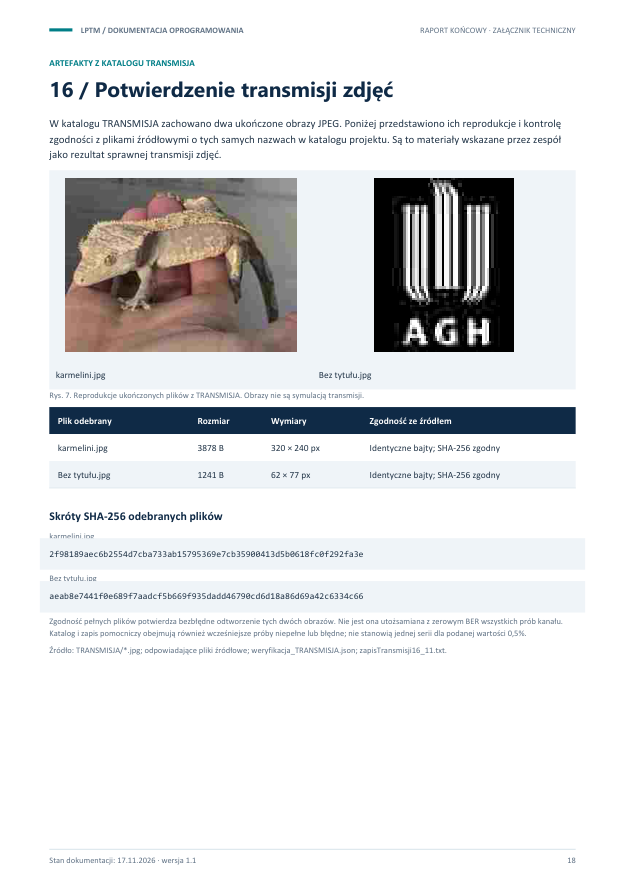 LPTM / DOKUMENTACJA OPROGRAMOWANIA
RAPORT KOŃCOWY · ZAŁĄCZNIK TECHNICZNY
ARTEFAKTY Z KATALOGU TRANSMISJA
16 / Potwierdzenie transmisji zdjęć
W katalogu TRANSMISJA zachowano dwa ukończone obrazy JPEG. Poniżej przedstawiono ich reprodukcje i kontrolę
zgodności z plikami źródłowymi o tych samych nazwach w katalogu projektu. Są to materiały wskazane przez zespół
jako rezultat sprawnej transmisji zdjęć.
AGH
karmelini.jpg
Bez tytułu.jpg
Rys. 7. Reprodukcje ukończonych plików z TRANSMISJA. Obrazy nie są symulacją transmisji.
Plik odebrany Rozmiar Wymiary Zgodność ze źródłem
karmelini.jpg 3878 B 320 × 240 px Identyczne bajty; SHA-256 zgodny
Bez tytułu.jpg 1241 B 62 × 77 px Identyczne bajty; SHA-256 zgodny
Skróty SHA-256 odebranych plików
karmelini.jpg
2f98189aec6b2554d7cba733ab15795369e7cb35900413d5b0618fc0f292fa3e
Bez tytułu.jpg
aeab8e7441f0e689f7aadcf5b669f935dadd46790cd6d18a86d69a42c6334c66
Zgodność pełnych plików potwierdza bezbłędne odtworzenie tych dwóch obrazów. Nie jest ona utożsamiana z zerowym BER wszystkich prób kanału.
Katalog i zapis pomocniczy obejmują również wcześniejsze próby niepełne lub błędne; nie stanowią jednej serii dla podanej wartości 0,5%.
Źródło: TRANSMISJA/*.jpg; odpowiadające pliki źródłowe; weryfikacja_TRANSMISJA.json; zapisTransmisji16_11.txt.
Stan dokumentacji: 17.11.2026 · wersja 1.1
18